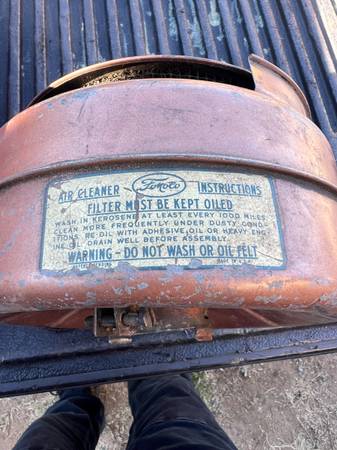 AIR CLEANER Fomoco INSTRUCTIONS
FILTER MUST BE KEPT OILED
WASH IN KEROSENE AT LEAST EVERY 1000 MILES
CLEAN MORE FREQUENTLY UNDER DUSTY CONDI-
TIONS. RE-OIL WITH ADHESIVE OIL OR HEAVY ENG
INE OIL DRAIN WELL BEFORE ASSEMBLY.
WARNING - DO NOT WASH OR OIL FELT
MADE IN U.S.A.